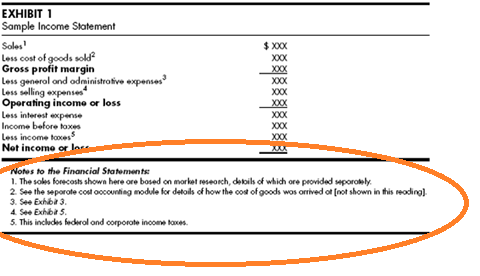 EXHIBIT 1
Sample Income Statement
Sales¹ $ XXX
Less cost of goods sold² XXX
Gross profit margin XXX
Less general and administrative expenses³ XXX
Less selling expenses⁴ XXX
Operating income or loss XXX
Less interest expense XXX
Income before taxes XXX
Less income taxes⁵ XXX
Net income or loss XXX
Notes to the Financial Statements:
1. The sales forecasts shown here are based on market research, details of which are provided separately.
2. See the separate cost accounting module for details of how the cost of goods was arrived at [not shown in this reading].
3. See Exhibit 3.
4. See Exhibit 5.
5. This includes federal and corporate income taxes.